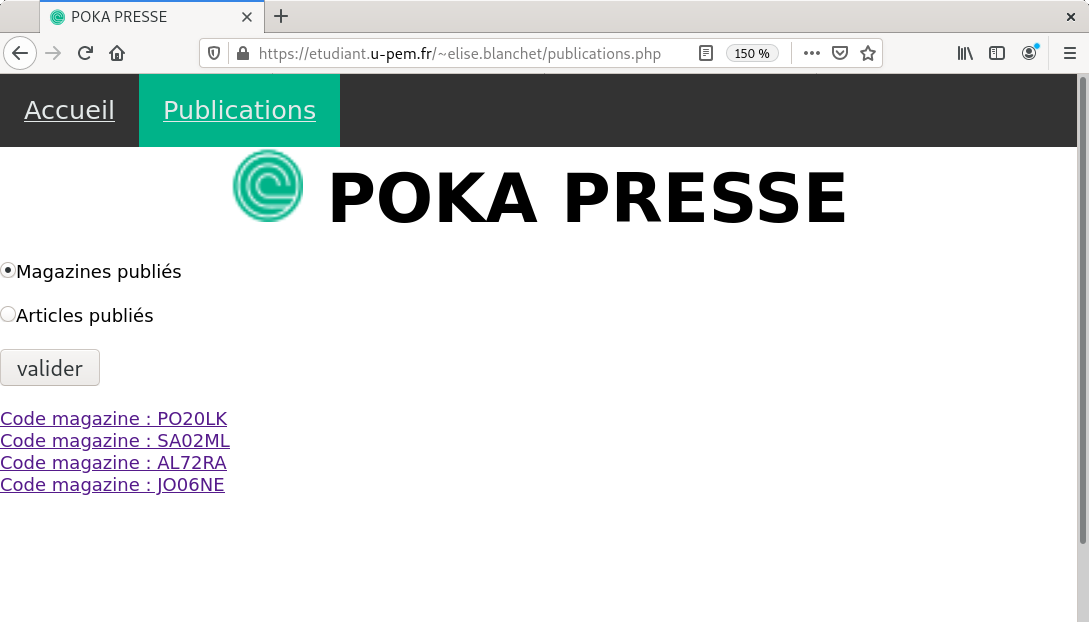 POKA PRESSE
https://etudiant.u-pem.fr/~elise.blanchet/publications.php
150 %
Accueil
Publications
POKA PRESSE
Magazines publiés
Articles publiés
valider
Code magazine : PO20LK
Code magazine : SA02ML
Code magazine : AL72RA
Code magazine : JO06NE